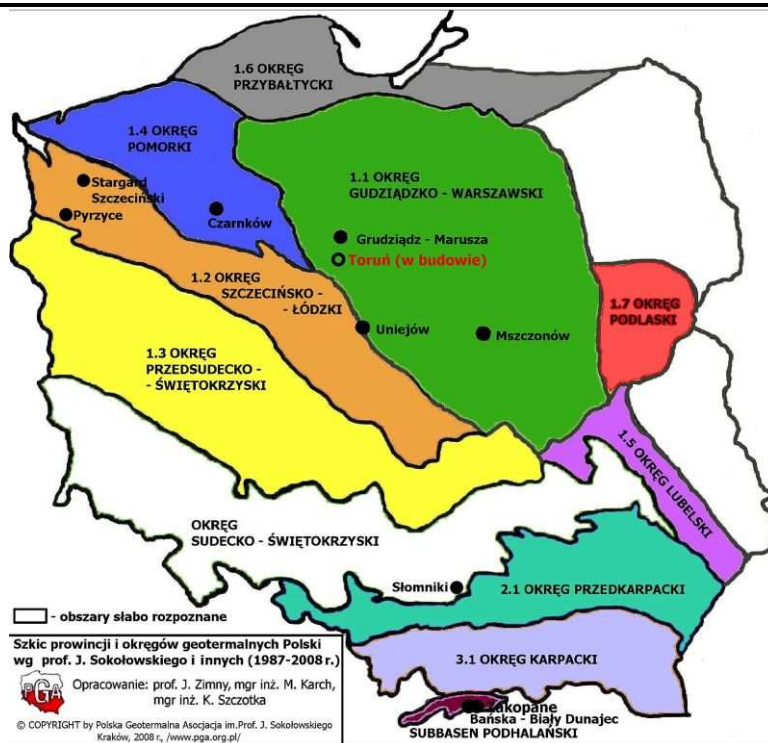 1.6 OKRĘG
PRZYBAŁTYCKI
1.4 OKRĘG
POMORKI
1.1 OKRĘG
GUDZIĄDZKO - WARSZAWSKI
Stargard
Szczeciński
Pyrzyce
Czarnków
Grudziądz - Marusza
Toruń (w budowie)
1.2 OKRĘG
SZCZECIŃSKO -
- ŁÓDZKI
1.7 OKRĘG
PODLASKI
Uniejów
Mszczonów
1.3 OKRĘG
PRZEDSUDECKO -
- ŚWIĘTOKRZYSKI
1.5 OKRĘG LUBELSKI
OKRĘG
SUDECKO - ŚWIĘTOKRZYSKI
Słomniki
2.1 OKRĘG PRZEDKARPACKI
- obszary słabo rozpoznane
3.1 OKRĘG KARPACKI
Zakopane
Bańska - Biały Dunajec
SUBBASEN PODHALAŃSKI
Szkic prowincji i okręgów geotermalnych Polski
wg prof. J. Sokołowskiego i innych (1987-2008 r.)
PGA
Opracowanie: prof. J. Zimny, mgr inż. M. Karch,
mgr inż. K. Szczotka
© COPYRIGHT by Polska Geotermalna Asocjacja im.Prof. J. Sokołowskiego
Kraków, 2008 r., /www.pga.org.pl/